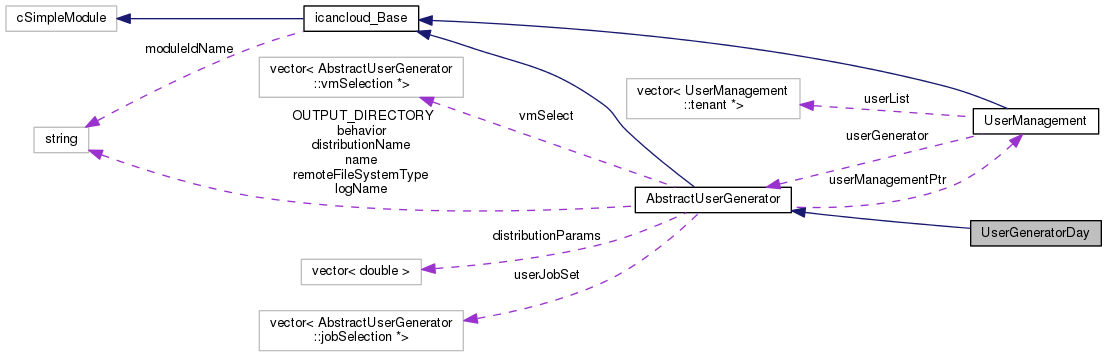 cSimpleModule
icancloud_Base
moduleIdName
vector< AbstractUserGenerator
::vmSelection *>
vector< UserManagement
::tenant *>
userList
vmSelect
UserManagement
OUTPUT_DIRECTORY
behavior
distributionName
name
remoteFileSystemType
logName
string
userGenerator
userManagementPtr
AbstractUserGenerator
UserGeneratorDay
distributionParams
vector< double >
userJobSet
vector< AbstractUserGenerator
::jobSelection *>